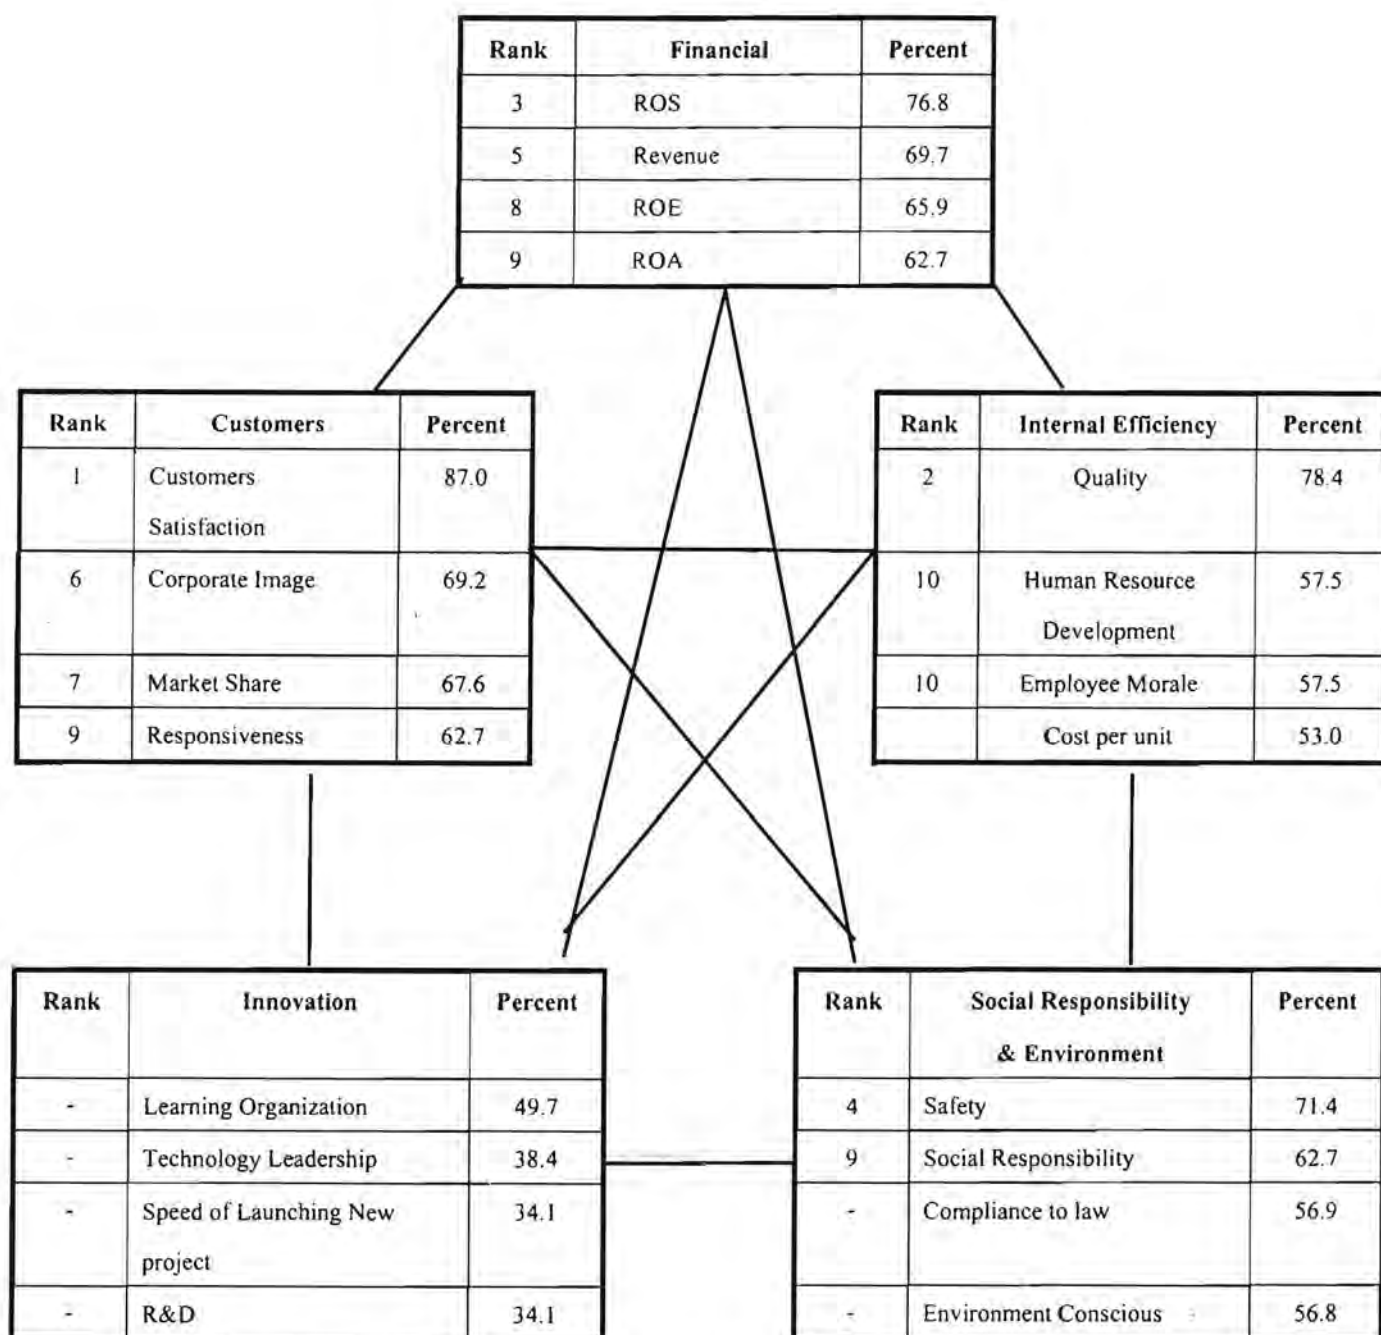 Rank Financial Percent
3 ROS 76.8
5 Revenue 69.7
8 ROE 65.9
9 ROA 62.7
Rank Customers Percent
1 Customers 87.0
Satisfaction
6 Corporate Image 69.2
7 Market Share 67.6
9 Responsiveness 62.7
Rank Internal Efficiency Percent
2 Quality 78.4
10 Human Resource 57.5
Development
10 Employee Morale 57.5
Cost per unit 53.0
Rank Innovation Percent
- Learning Organization 49.7
- Technology Leadership 38.4
- Speed of Launching New 34.1
project
- R&D 34.1
Rank Social Responsibility Percent
& Environment
4 Safety 71.4
9 Social Responsibility 62.7
- Compliance to law 56.9
- Environment Conscious 56.8